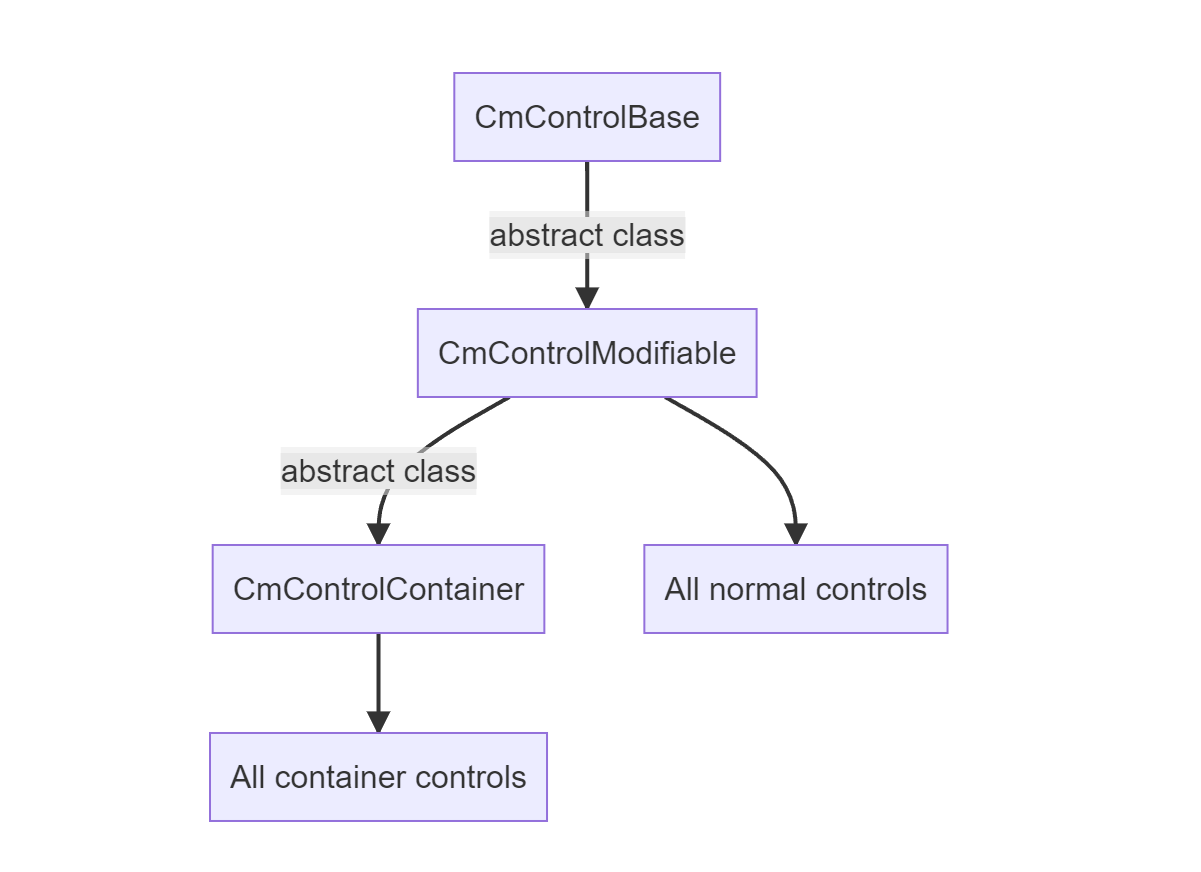 CmControlBase
abstract class
CmControlModifiable
abstract class
CmControlContainer
All normal controls
All container controls